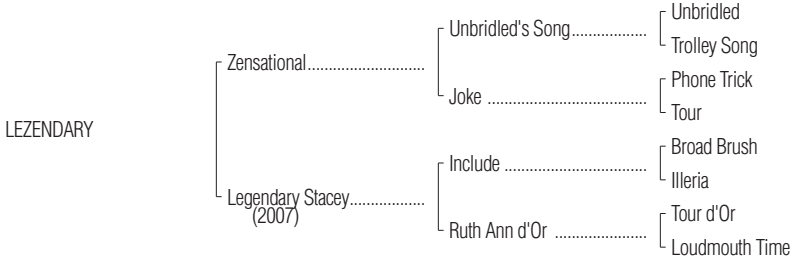 Unbridled
Unbridled's Song..................
Trolley Song
Zensational..........................
Phone Trick
Joke ...................................
Tour
LEZENDARY
Broad Brush
Include ...............................
Illeria
Legendary Stacey.................
(2007)
Tour d'Or
Ruth Ann d'Or ....................
Loudmouth Time